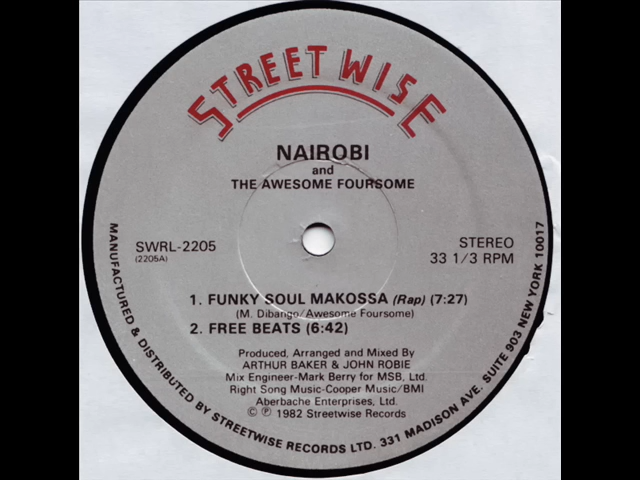 STREETWISE
NAIROBI
and
THE AWESOME FOURSOME
SWRL-2205
(2205A)
STEREO
33 1/3 RPM
1. FUNKY SOUL MAKOSSA (Rap) (7:27)
(M. Dibango/Awesome Foursome)
2. FREE BEATS (6:42)
Produced, Arranged and Mixed By
ARTHUR BAKER & JOHN ROBIE
Mix Engineer-Mark Berry for MSB, Ltd.
Right Song Music-Cooper Music/BMI
Aberbache Enterprises, Ltd.
© ℗ 1982 Streetwise Records
MANUFACTURED & DISTRIBUTED BY STREETWISE RECORDS LTD. 331 MADISON AVE. SUITE 903 NEW YORK 10017